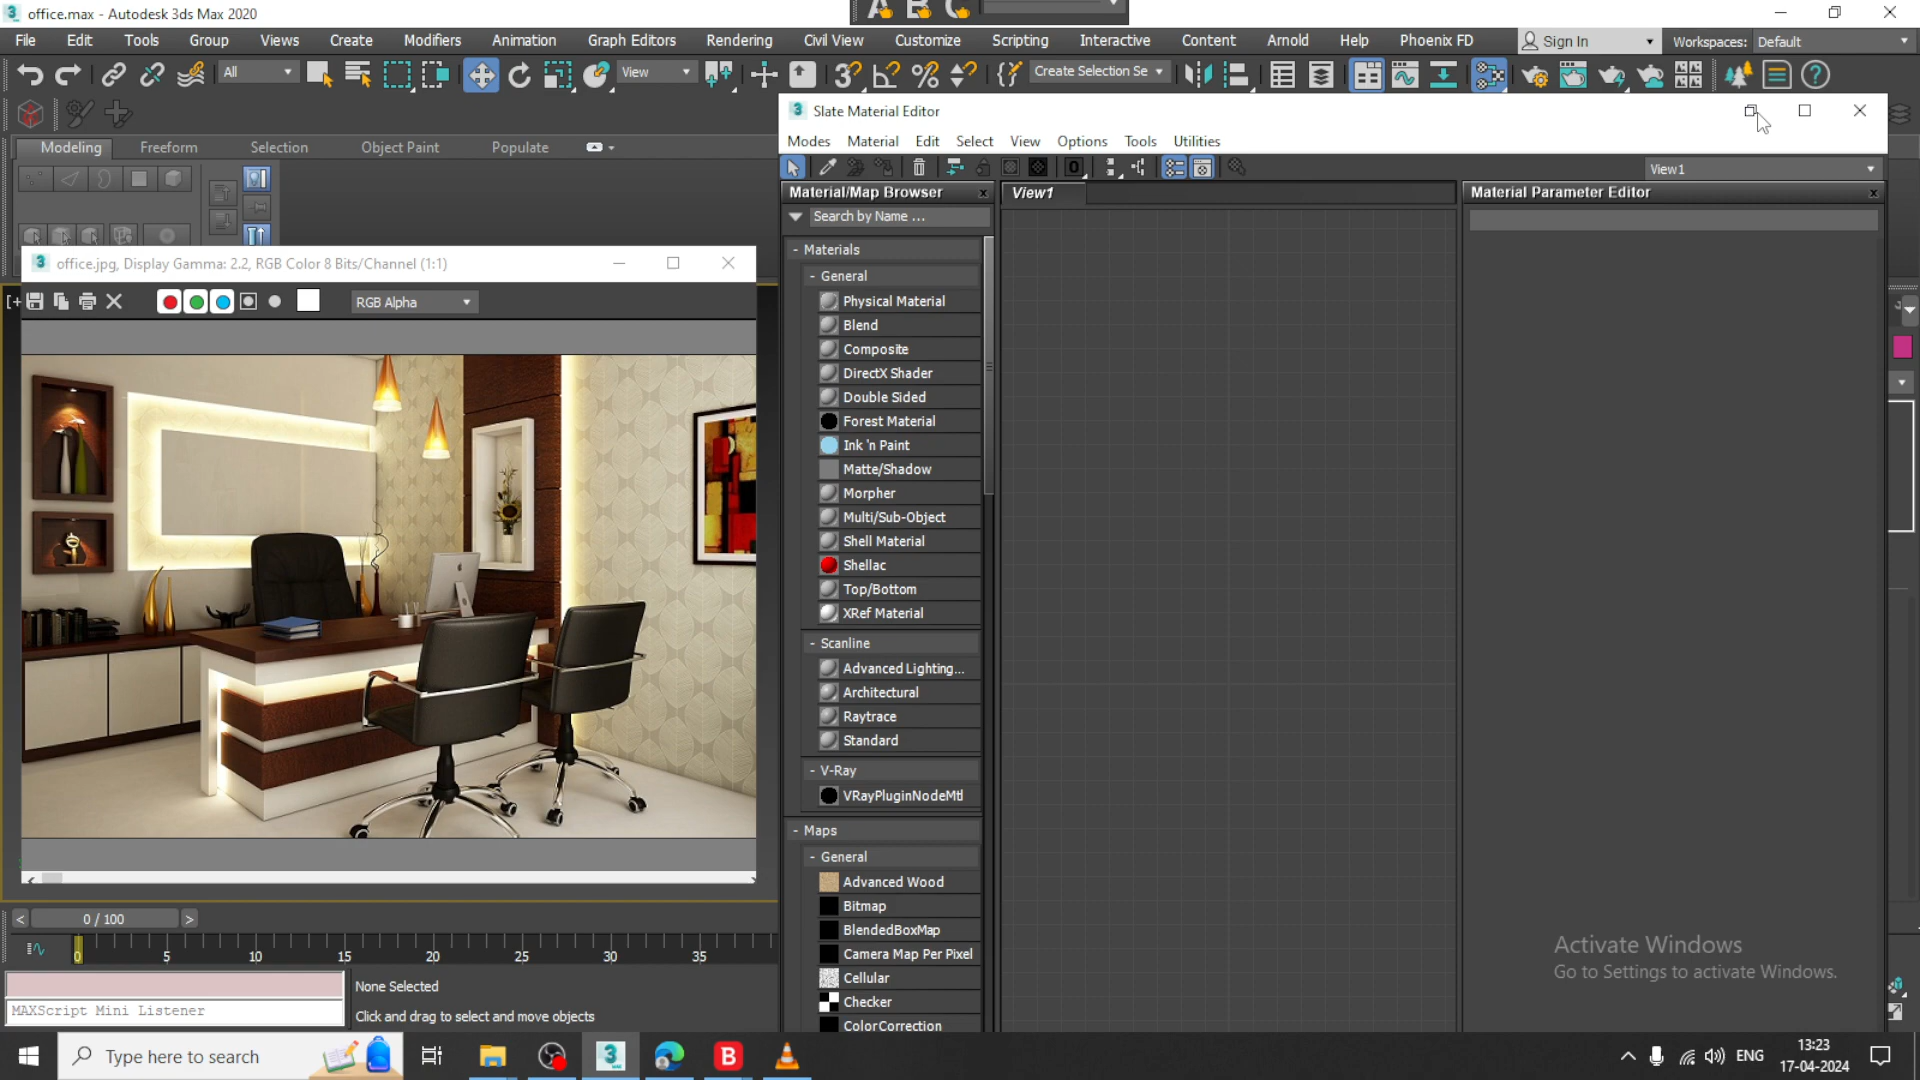 office.max - Autodesk 3ds Max 2020
File Edit Tools Group Views Create Modifiers Animation Graph Editors Rendering Civil View Customize Scripting Interactive Content Arnold Help Phoenix FD Sign In Workspaces: Default
All View Create Selection Se
Slate Material Editor
Modes Material Edit Select View Options Tools Utilities
Modeling Freeform Selection Object Paint Populate
View1
Material/Map Browser View1 Material Parameter Editor
Search by Name ...
office.jpg, Display Gamma: 2.2, RGB Color 8 Bits/Channel (1:1)
RGB Alpha
- Materials
- General
Physical Material
Blend
Composite
DirectX Shader
Double Sided
Forest Material
Ink 'n Paint
Matte/Shadow
Morpher
Multi/Sub-Object
Shell Material
Shellac
Top/Bottom
XRef Material
- Scanline
Advanced Lighting...
Architectural
Raytrace
Standard
- V-Ray
VRayPluginNodeMtl
- Maps
- General
Advanced Wood
Bitmap
BlendedBoxMap
Camera Map Per Pixel
Cellular
Checker
ColorCorrection
0 / 100
0 5 10 15 20 25 30 35
None Selected
MAXScript Mini Listener
Click and drag to select and move objects
Activate Windows
Go to Settings to activate Windows.
Type here to search
ENG
13:23
17-04-2024